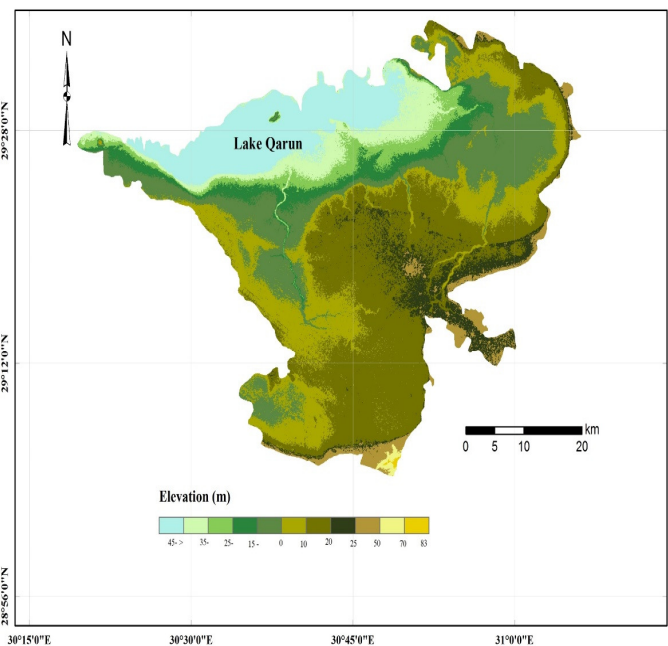 N
29°28'0"N
Lake Qarun
29°12'0"N
km
0 5 10 20
Elevation (m)
45- > 35- 25- 15 - 0 10 20 25 50 70 83
28°56'0"N
30°15'0"E 30°30'0"E 30°45'0"E 31°0'0"E